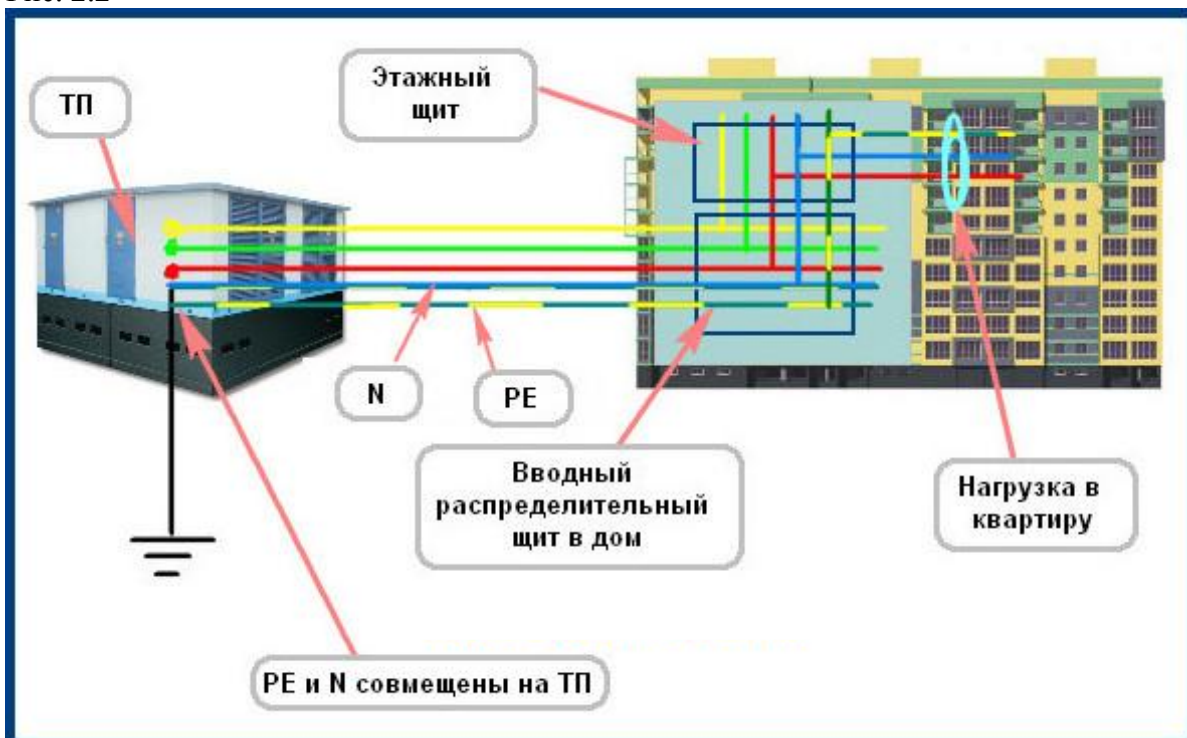 ТП
Этажный
щит
N
PE
Вводный
распределительный
щит в дом
Нагрузка в
квартиру
PE и N совмещены на ТП